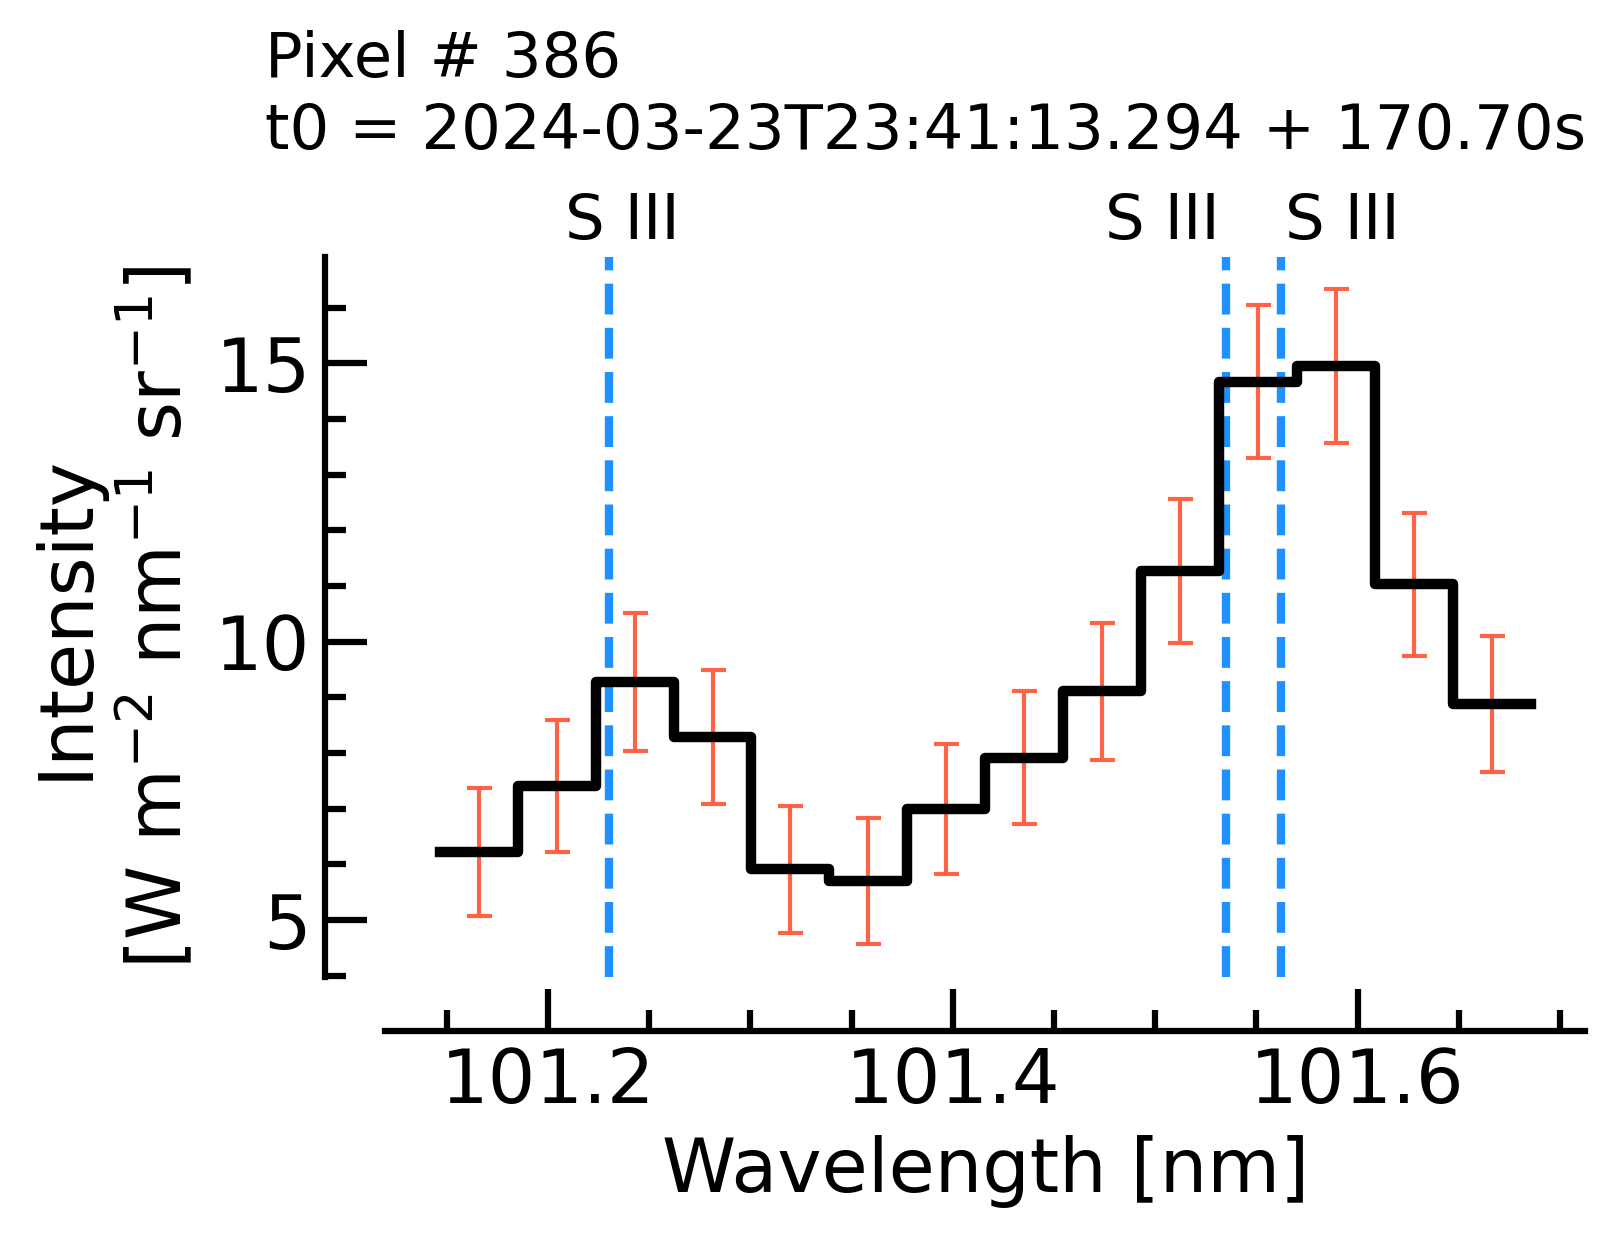 Pixel # 386
t0 = 2024-03-23T23:41:13.294 + 170.70s
S III S III S III
Intensity
[W m⁻² nm⁻¹ sr⁻¹]
15
10
5
101.2 101.4 101.6
Wavelength [nm]